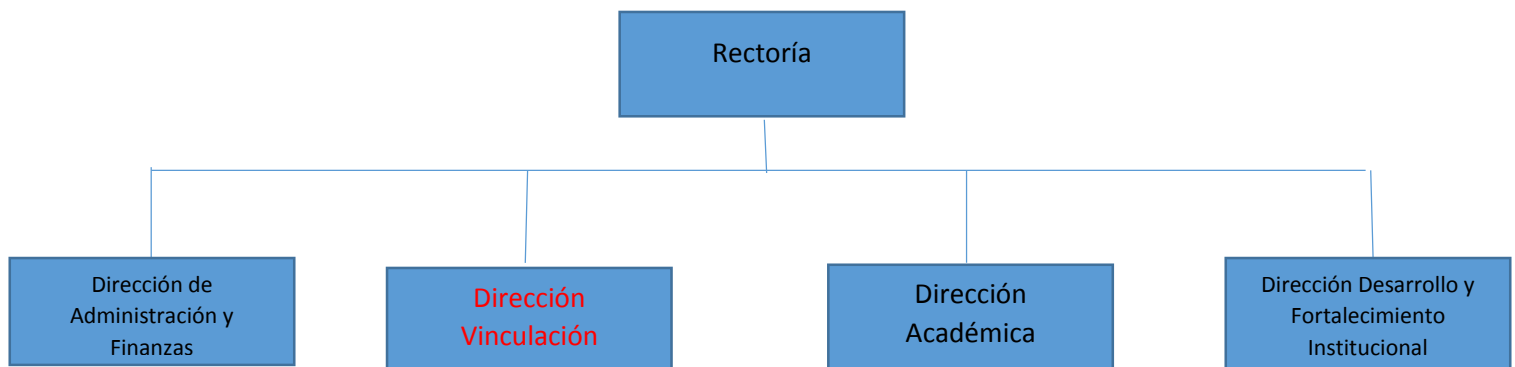 Rectoría
Dirección de
Administración y
Finanzas
Dirección
Vinculación
Dirección
Académica
Dirección Desarrollo y
Fortalecimiento
Institucional